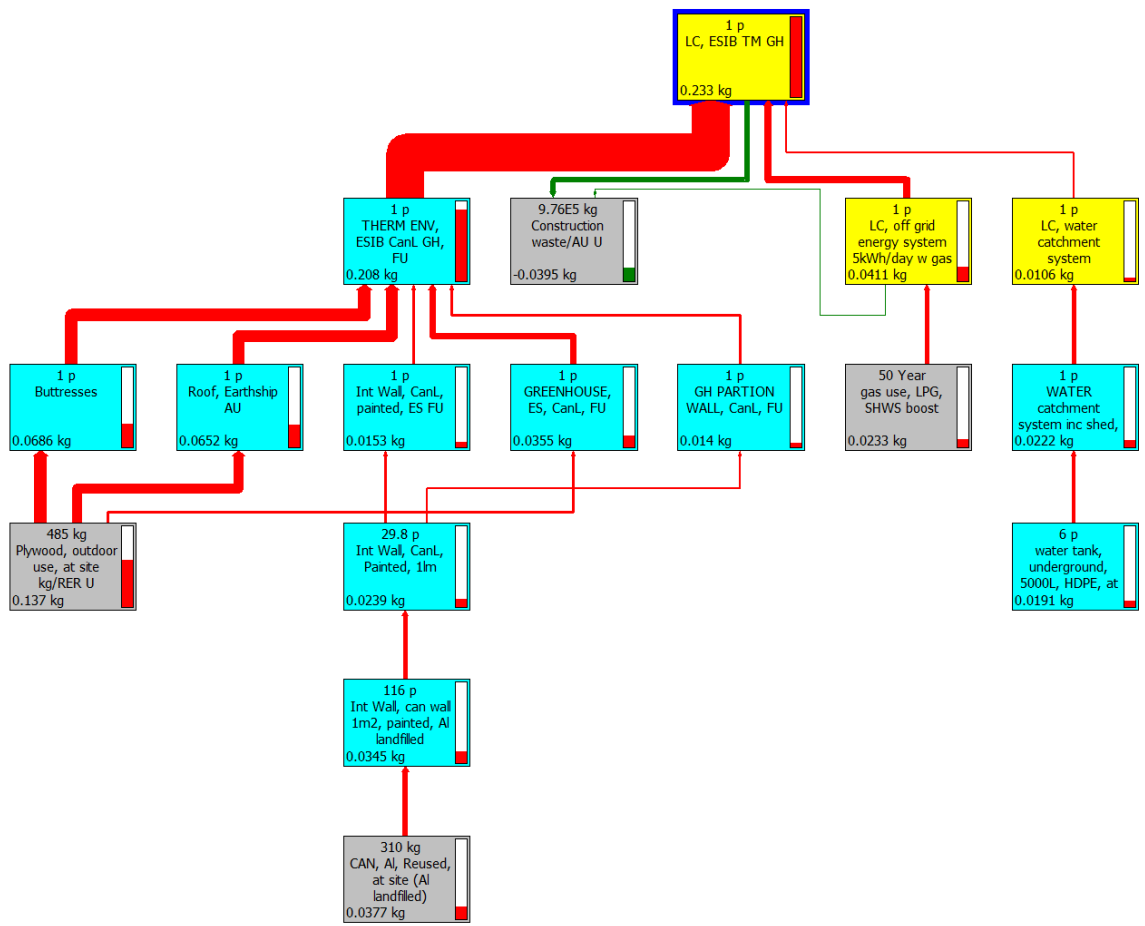 1 p
LC, ESIB TM GH
0.233 kg
1 p
THERM ENV,
ESIB CanL GH,
FU
0.208 kg
9.76E5 kg
Construction
waste/AU U
-0.0395 kg
1 p
LC, off grid
energy system
5kWh/day w gas
0.0411 kg
1 p
LC, water
catchment
system
0.0106 kg
1 p
Buttresses
0.0686 kg
1 p
Roof, Earthship
AU
0.0652 kg
1 p
Int Wall, CanL,
painted, ES FU
0.0153 kg
1 p
GREENHOUSE,
ES, CanL, FU
0.0355 kg
1 p
GH PARTION
WALL, CanL, FU
0.014 kg
50 Year
gas use, LPG,
SHWS boost
0.0233 kg
1 p
WATER
catchment
system inc shed,
0.0222 kg
485 kg
Plywood, outdoor
use, at site
kg/RER U
0.137 kg
29.8 p
Int Wall, CanL,
Painted, 1lm
0.0239 kg
6 p
water tank,
underground,
5000L, HDPE, at
0.0191 kg
116 p
Int Wall, can wall
1m2, painted, Al
landfilled
0.0345 kg
310 kg
CAN, Al, Reused,
at site (Al
landfilled)
0.0377 kg